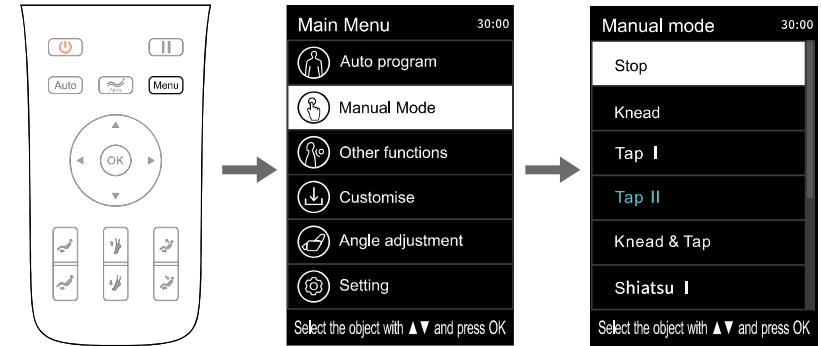 Auto
Zero
Menu
OK
Main Menu 30:00
Auto program
Manual Mode
Other functions
Customise
Angle adjustment
Setting
Select the object with ▲▼ and press OK
Manual mode 30:00
Stop
Knead
Tap I
Tap II
Knead & Tap
Shiatsu I
Select the object with ▲▼ and press OK